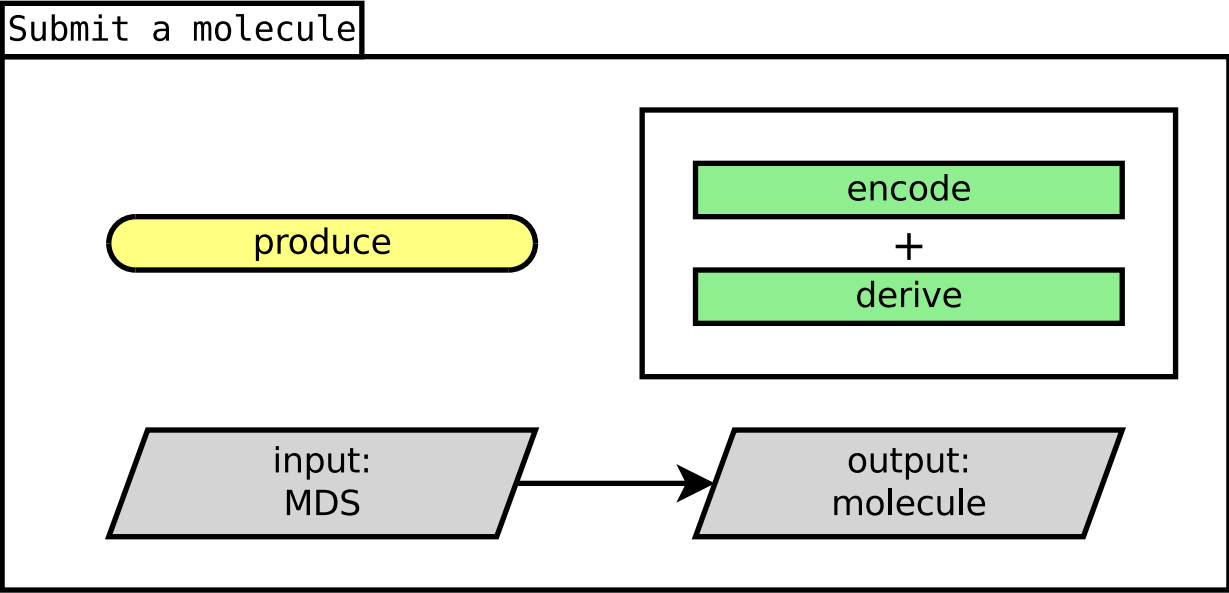 Submit a molecule
encode
produce
+
derive
input:
MDS
output:
molecule